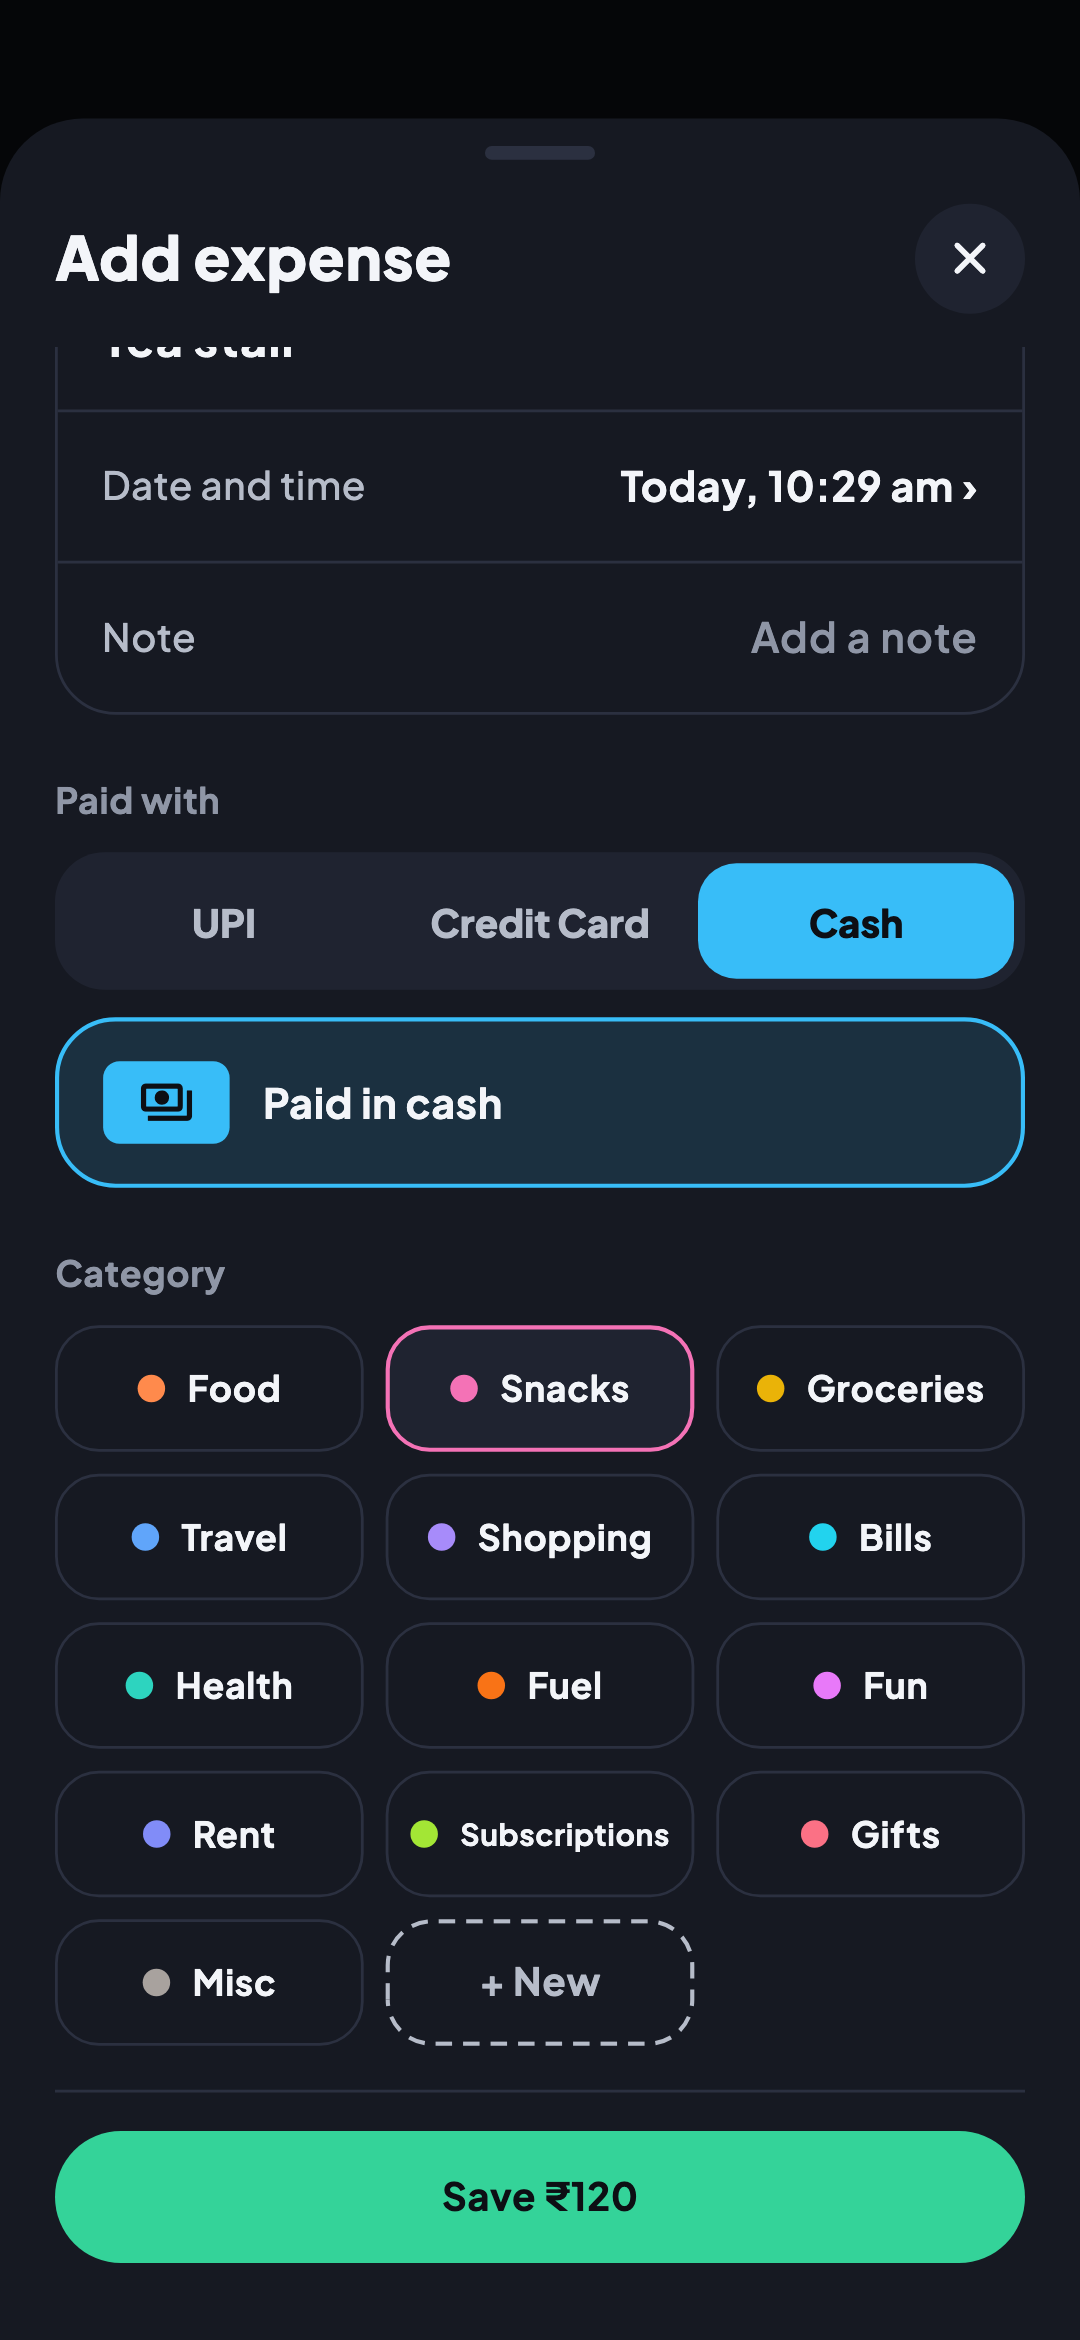 Add expense
Tea stall
Date and time
Today, 10:29 am ›
Note
Add a note
Paid with
UPI
Credit Card
Cash
Paid in cash
Category
Food
Snacks
Groceries
Travel
Shopping
Bills
Health
Fuel
Fun
Rent
Subscriptions
Gifts
Misc
+ New
Save ₹120